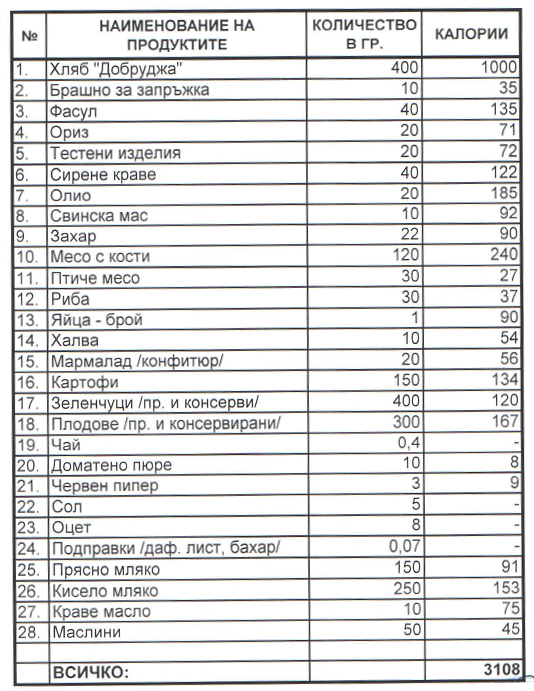 № НАИМЕНОВАНИЕ НА ПРОДУКТИТЕ КОЛИЧЕСТВО В ГР. КАЛОРИИ
1. Хляб "Добруджа" 400 1000
2. Брашно за запръжка 10 35
3. Фасул 40 135
4. Ориз 20 71
5. Тестени изделия 20 72
6. Сирене краве 40 122
7. Олио 20 185
8. Свинска мас 10 92
9. Захар 22 90
10. Месо с кости 120 240
11. Птиче месо 30 27
12. Риба 30 37
13. Яйца - брой 1 90
14. Халва 10 54
15. Мармалад /конфитюр/ 20 56
16. Картофи 150 134
17. Зеленчуци /пр. и консерви/ 400 120
18. Плодове /пр. и консервирани/ 300 167
19. Чай 0,4 -
20. Доматено пюре 10 8
21. Червен пипер 3 9
22. Сол 5 -
23. Оцет 8 -
24. Подправки /даф. лист, бахар/ 0,07 -
25. Прясно мляко 150 91
26. Кисело мляко 250 153
27. Краве масло 10 75
28. Маслини 50 45
ВСИЧКО: 3108